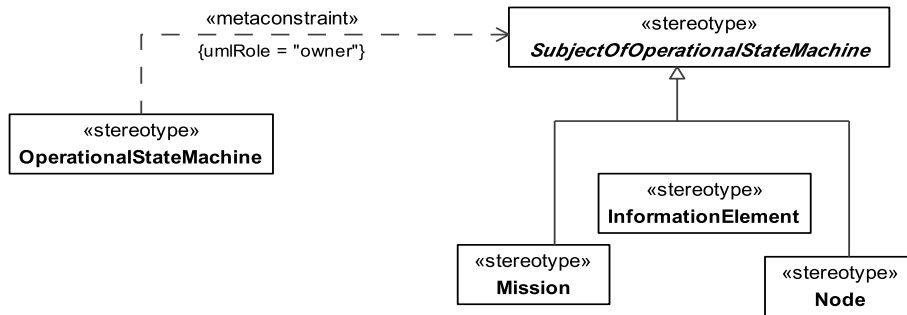 «metaconstraint»
{umlRole = "owner"}
«stereotype»
SubjectOfOperationalStateMachine
«stereotype»
OperationalStateMachine
«stereotype»
InformationElement
«stereotype»
Mission
«stereotype»
Node